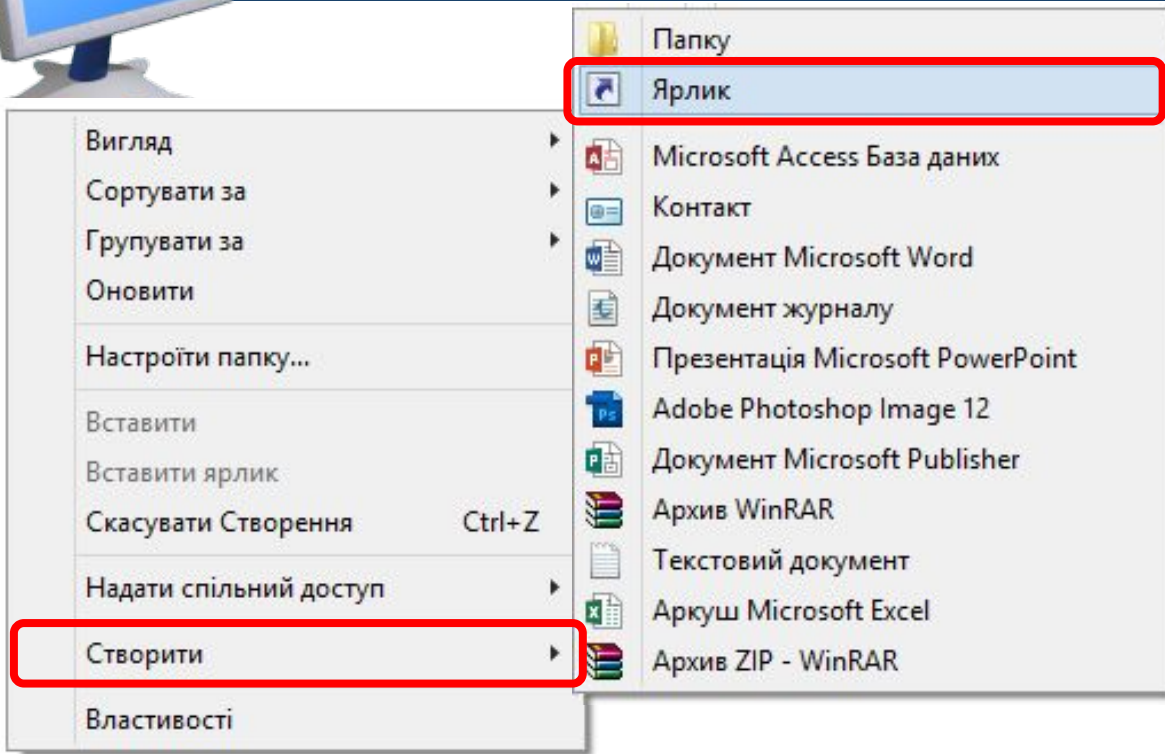 Вигляд
Сортувати за
Групувати за
Оновити
Настроїти папку...
Вставити
Вставити ярлик
Скасувати Створення Ctrl+Z
Надати спільний доступ
Створити
Властивості
Папку
Ярлик
Microsoft Access База даних
Контакт
Документ Microsoft Word
Документ журналу
Презентація Microsoft PowerPoint
Adobe Photoshop Image 12
Документ Microsoft Publisher
Архив WinRAR
Текстовий документ
Аркуш Microsoft Excel
Архив ZIP - WinRAR